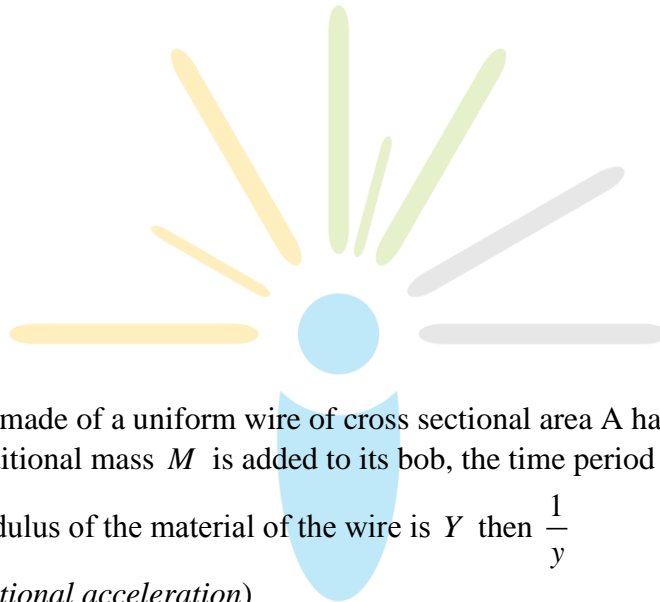 made of a uniform wire of cross sectional area A ha
itional mass M is added to its bob, the time period
dulus of the material of the wire is Y then 1/y
tional acceleration)